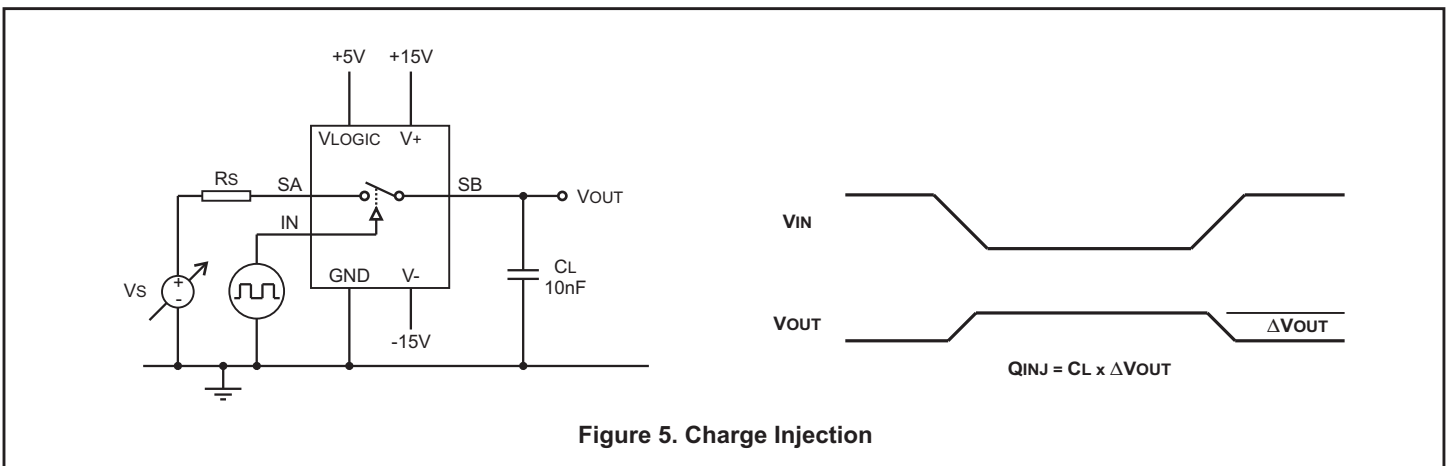 +5V +15V
VLOGIC V+
RS SA SB VOUT
IN
GND V-
VS + -
CL
10nF
-15V
VIN
VOUT ΔVOUT
QINJ = CL x ΔVOUT
Figure 5. Charge Injection